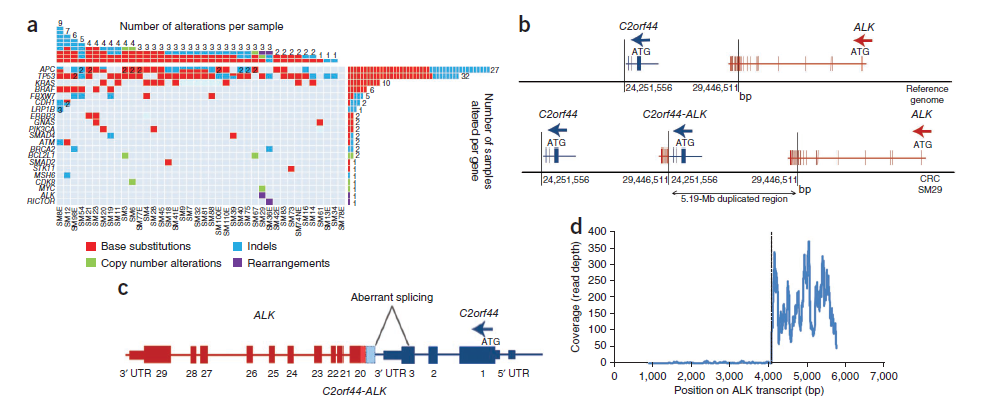 a
Number of alterations per sample
9
7
6
5
4 4 4 4 4 4 4 3 3 3 3 3 3 3 3 3 3 3 3 3 3 3 3 2 2 2 2 2 2 1 1 1
APC
TP53
KRAS
BRAF
FBXW7
CDH1
LRP1B
ERBB3
GNAS
PIK3CA
SMAD4
ATM
BRCA2
BCL2L1
SMAD2
STK11
MSH6
CDK8
MYC
ALK
RICTOR
27
32
10
6
5
2
1
2
2
2
2
2
2
2
1
1
1
1
1
1
1
Number of samples
altered per gene
Base substitutions
Indels
Copy number alterations
Rearrangements
b
C2orf44
ALK
ATG
ATG
24,251,556
29,446,511
bp
Reference
genome
C2orf44
C2orf44-ALK
ALK
ATG
ATG
ATG
24,251,556
29,446,511
24,251,556
29,446,511
bp
CRC
SM29
5.19-Mb duplicated region
c
Aberrant splicing
ALK
C2orf44
ATG
3′ UTR 29 28 27 26 25 24 23 22 21 20 3′ UTR 3 2 1 5′ UTR
C2orf44-ALK
d
Coverage (read depth)
400
350
300
250
200
150
100
50
0
0 1,000 2,000 3,000 4,000 5,000 6,000 7,000
Position on ALK transcript (bp)